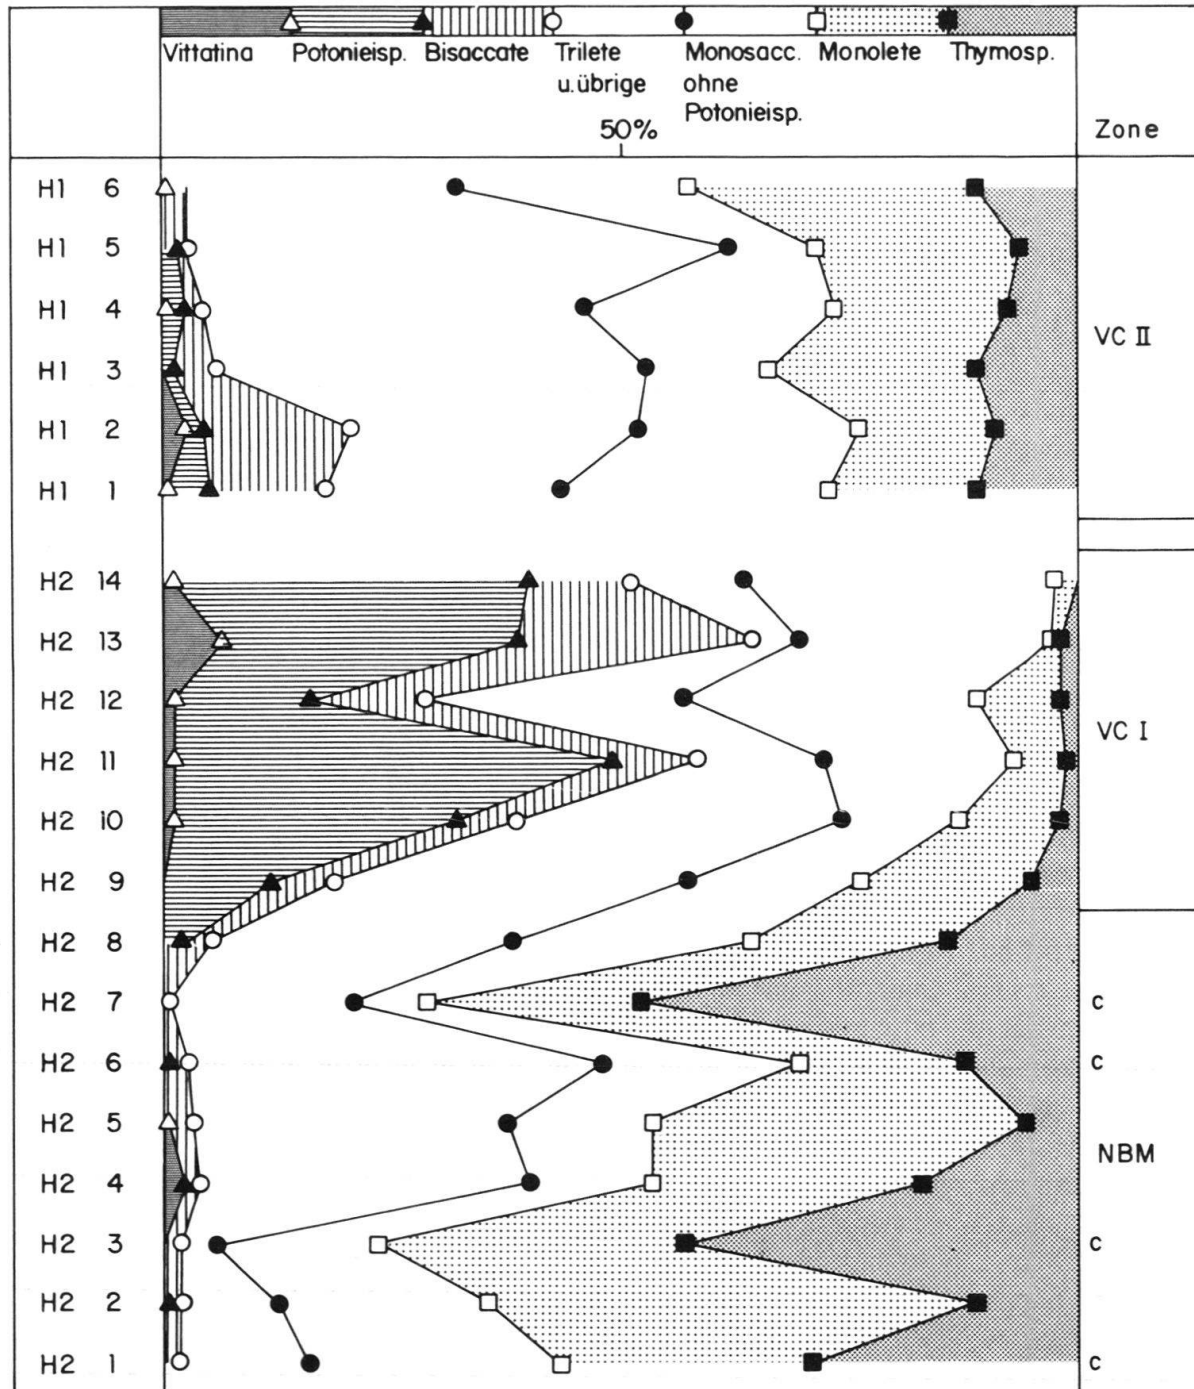 Vittatina Potonieisp. Bisaccate Trilete Monosacc. Monolete Thymosp.
u. übrige ohne
Potonieisp.
50% Zone
H1 6
H1 5
H1 4
VC II
H1 3
H1 2
H1 1
H2 14
H2 13
H2 12
VC I
H2 11
H2 10
H2 9
H2 8
H2 7 c
H2 6 c
H2 5
NBM
H2 4
H2 3 c
H2 2
H2 1 c